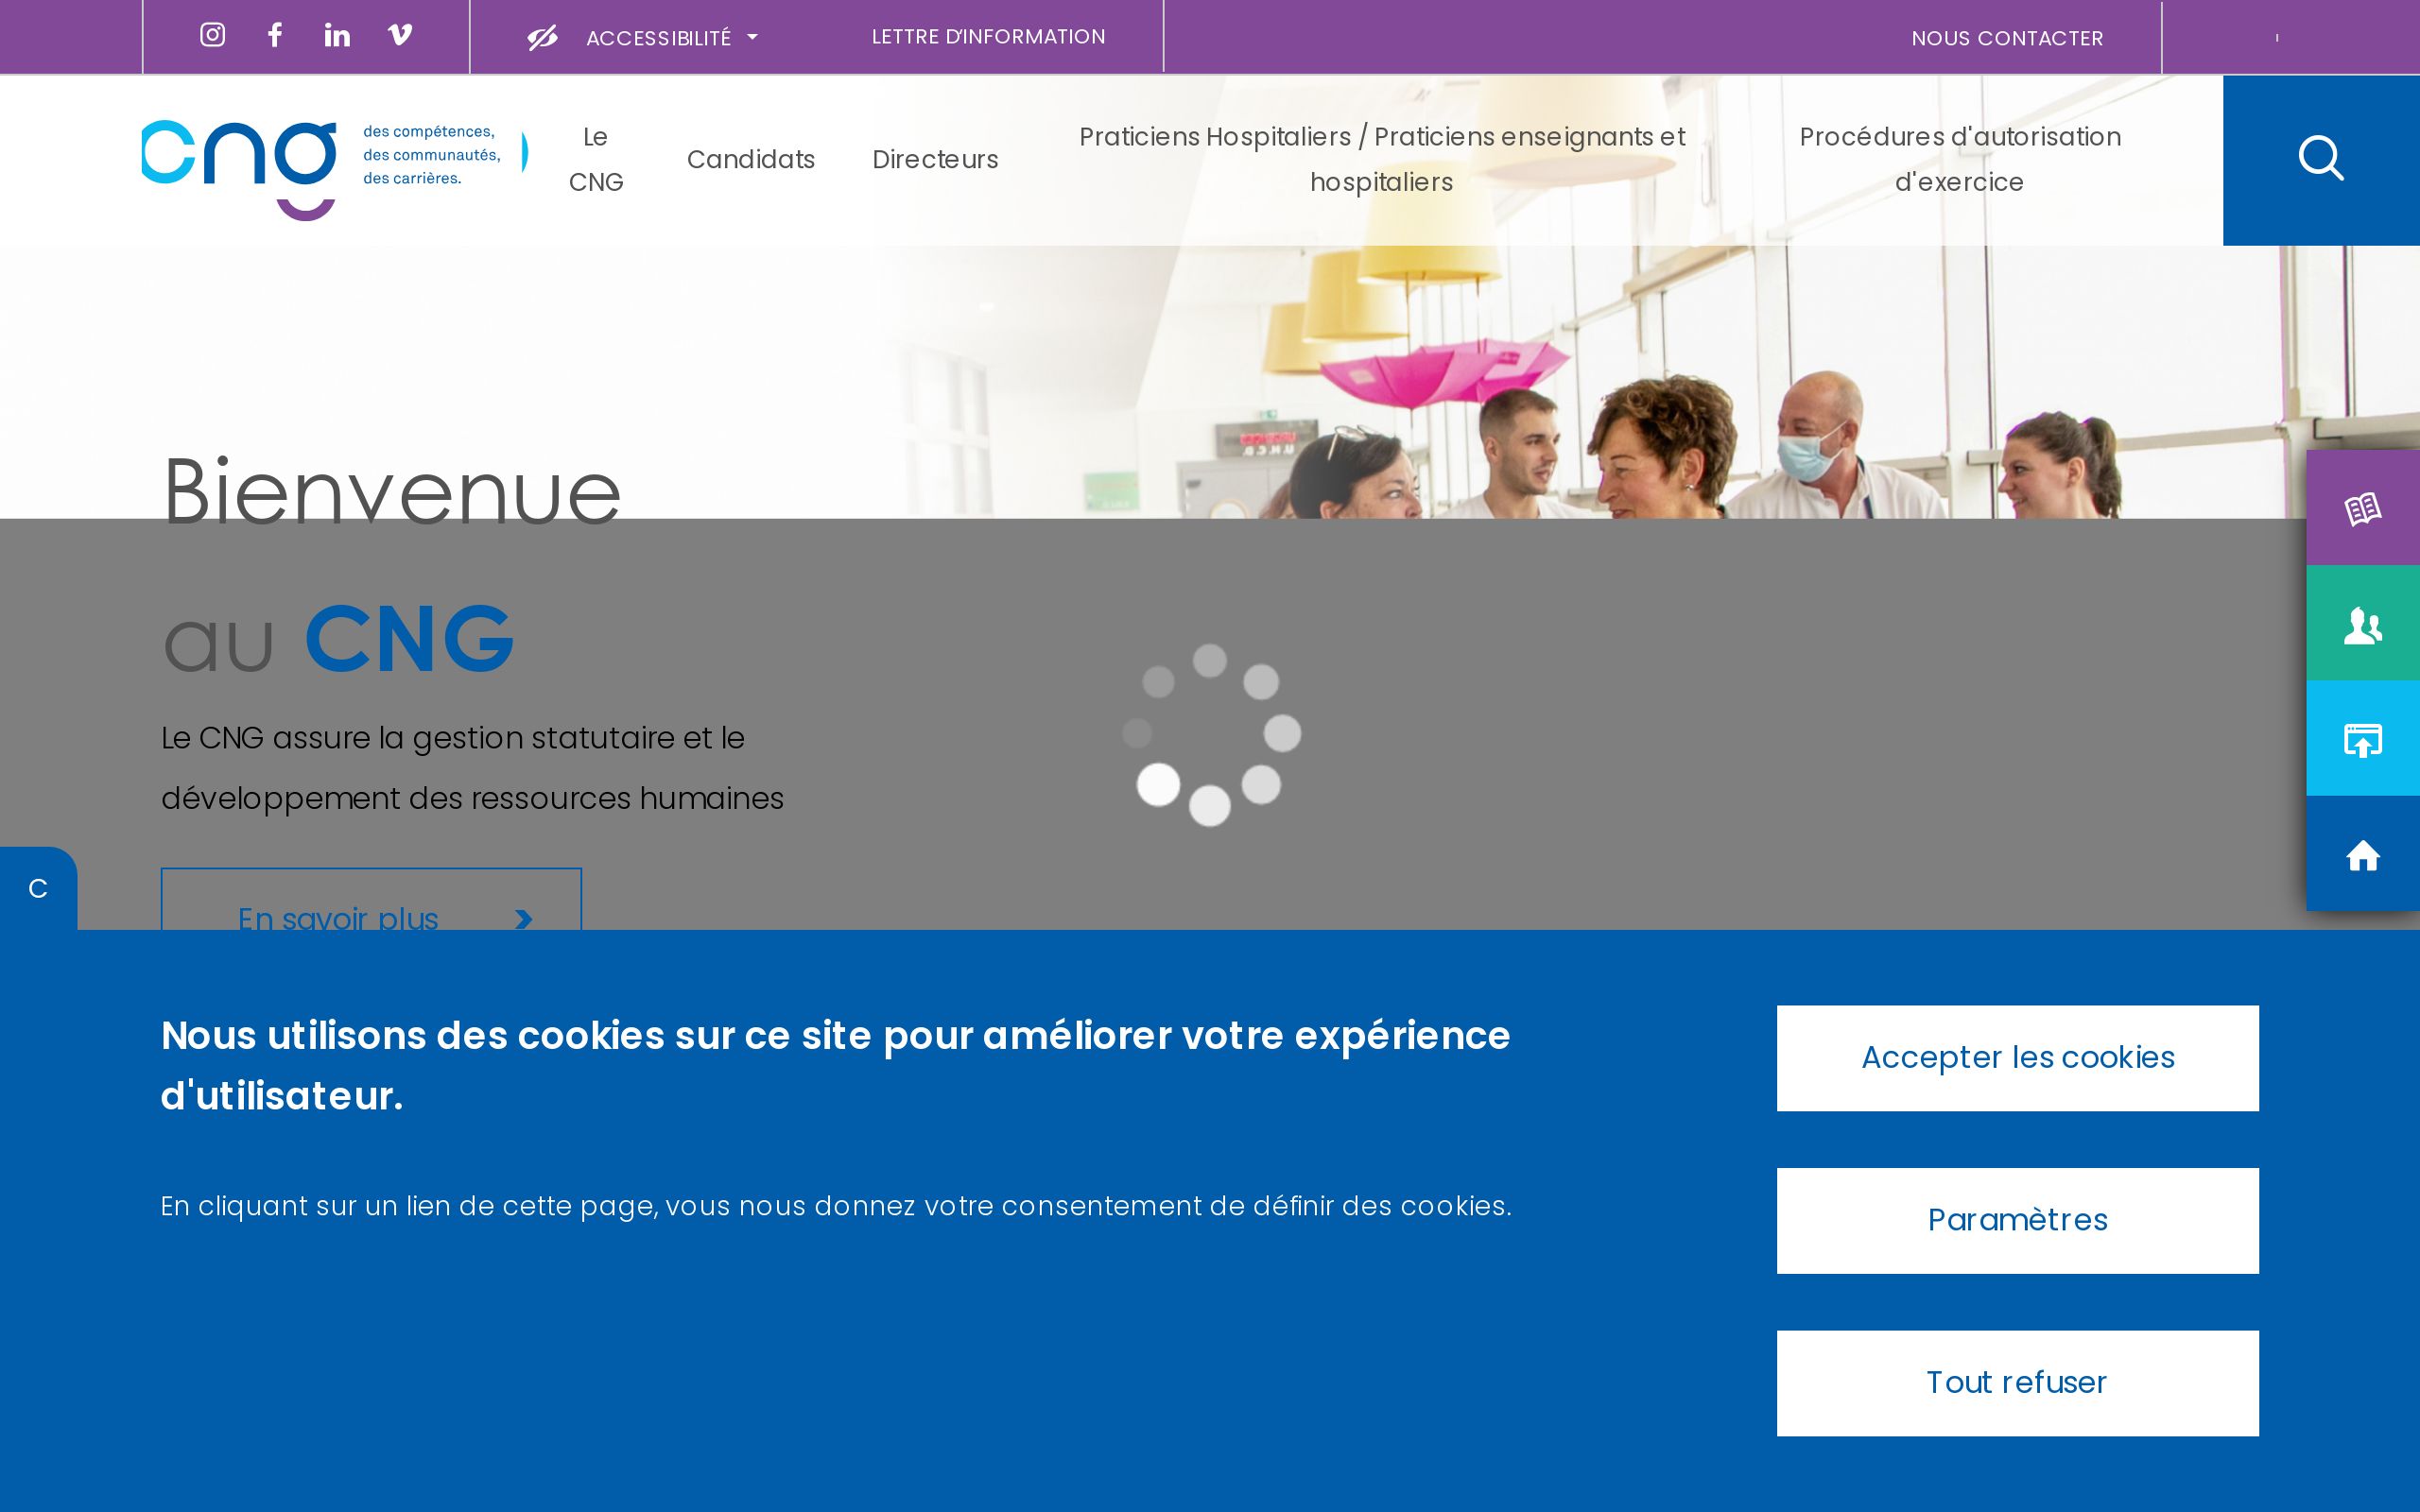 ACCESSIBILITÉ
LETTRE D'INFORMATION
NOUS CONTACTER
cng
des compétences,
des communautés,
des carrières.
Le
CNG
Candidats
Directeurs
Praticiens Hospitaliers / Praticiens enseignants et
hospitaliers
Procédures d'autorisation
d'exercice
Bienvenue
au CNG
Le CNG assure la gestion statutaire et le
développement des ressources humaines
C
En savoir plus
Nous utilisons des cookies sur ce site pour améliorer votre expérience
d'utilisateur.
En cliquant sur un lien de cette page, vous nous donnez votre consentement de définir des cookies.
Accepter les cookies
Paramètres
Tout refuser